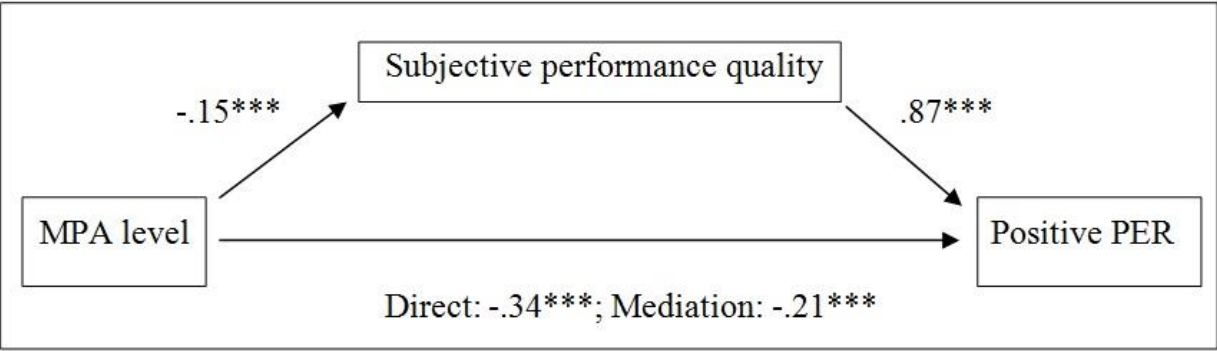 Subjective performance quality
-.15***
.87***
MPA level
Positive PER
Direct: -.34***; Mediation: -.21***